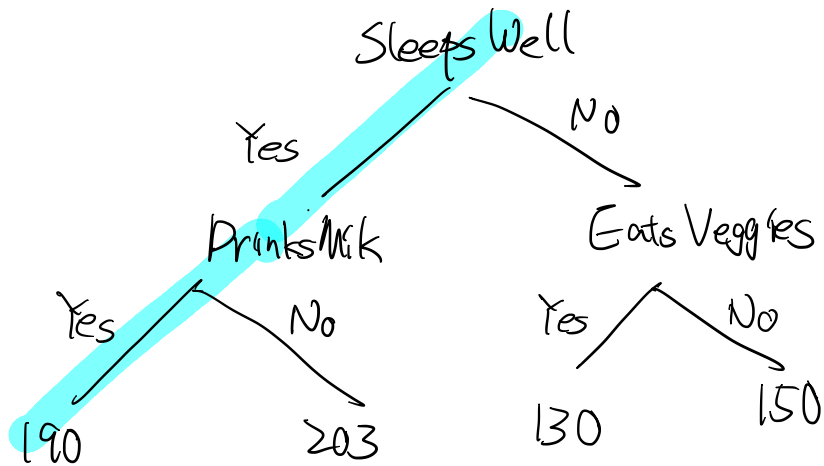 Sleeps Well
Yes
No
Drinks Milk
Eats Veggies
Yes
No
Yes
No
190
203
130
150